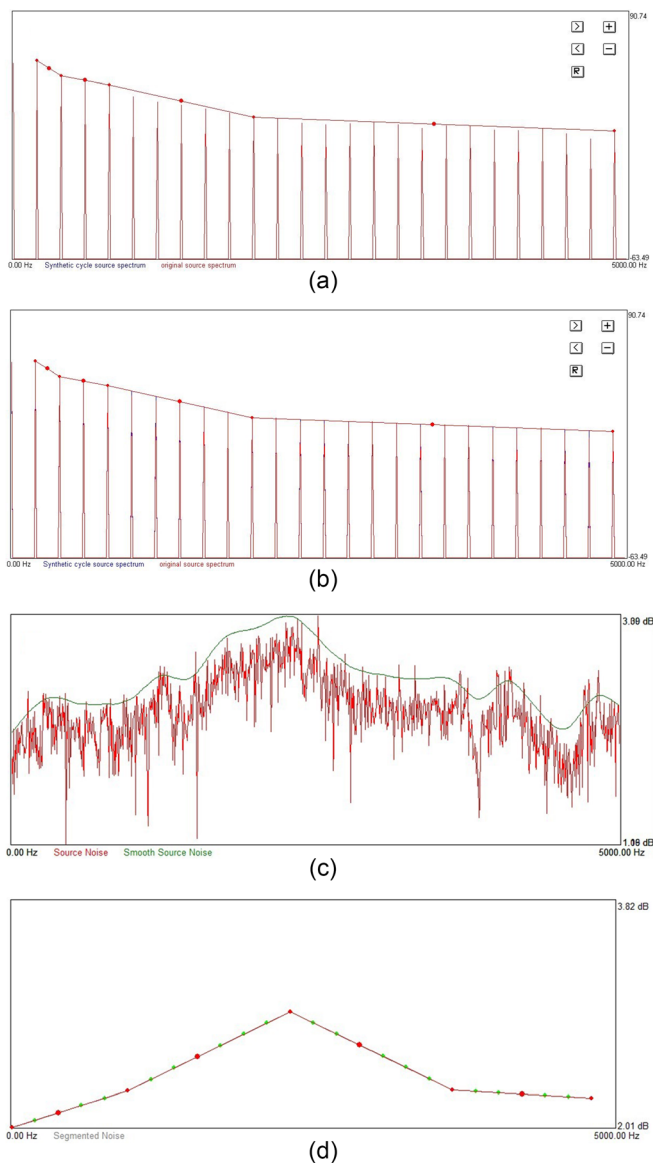 90.74
> +
< −
R
-63.49
0.00 Hz Synthetic cycle source spectrum original source spectrum 5000.00 Hz
(a)
90.74
> +
< −
R
-63.49
0.00 Hz Synthetic cycle source spectrum original source spectrum 5000.00 Hz
(b)
dB
dB
0.00 Hz Source Noise Smooth Source Noise 5000.00 Hz
(c)
3.82 dB
2.01 dB
0.00 Hz Segmented Noise 5000.00 Hz
(d)